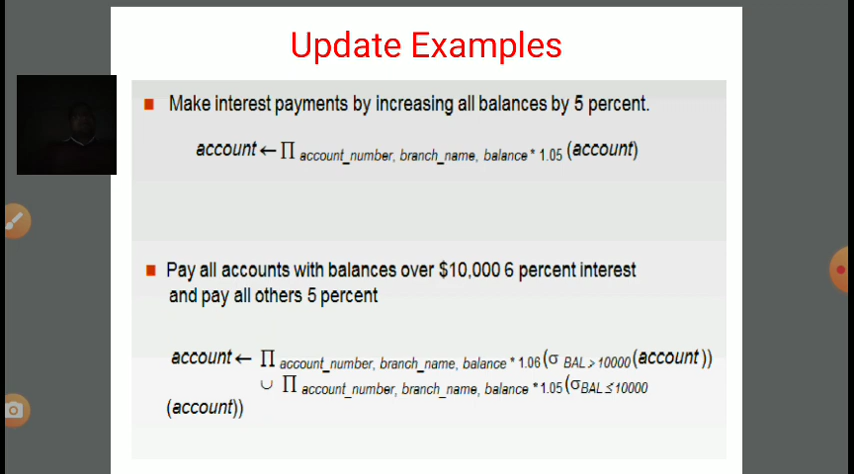 Update Examples
Make interest payments by increasing all balances by 5 percent.
account ← ∏ account_number, branch_name, balance * 1.05 (account)
Pay all accounts with balances over $10,000 6 percent interest
and pay all others 5 percent
account ← ∏ account_number, branch_name, balance * 1.06 (σ BAL > 10000 (account))
∪ ∏ account_number, branch_name, balance * 1.05 (σ BAL ≤ 10000
(account))